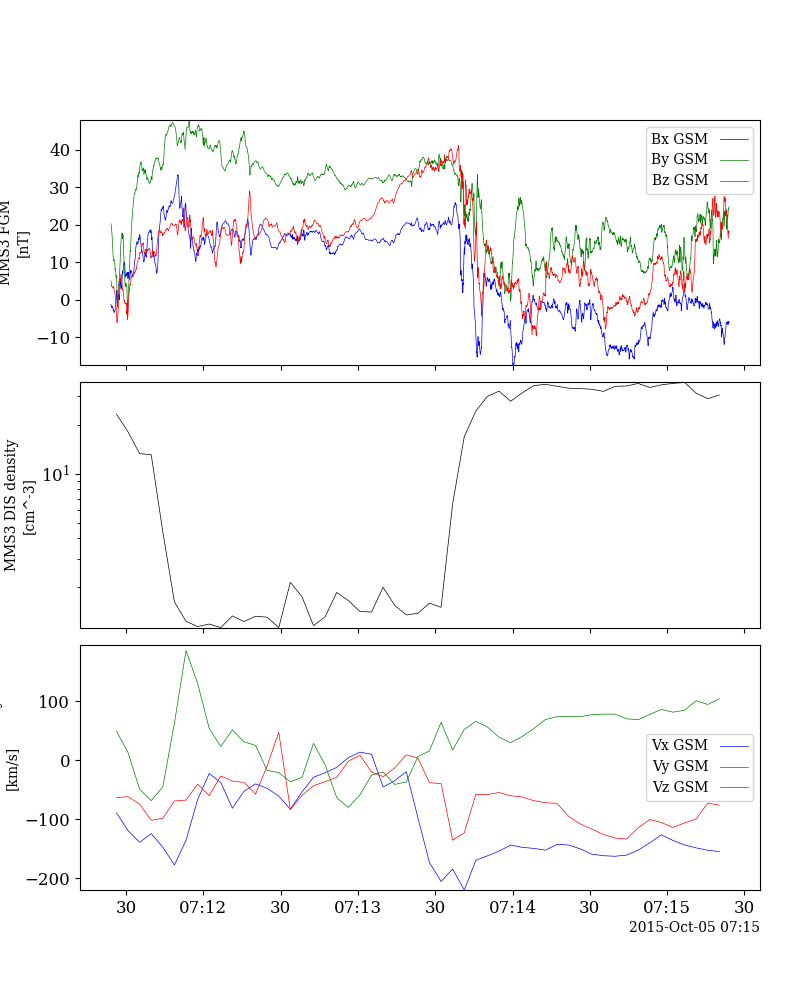 MMS3 FGM
[nT]
40
30
20
10
0
−10
Bx GSM
By GSM
Bz GSM
MMS3 DIS density
[cm^-3]
10^1
[km/s]
100
0
−100
−200
Vx GSM
Vy GSM
Vz GSM
30 07:12 30 07:13 30 07:14 30 07:15 30
2015-Oct-05 07:15